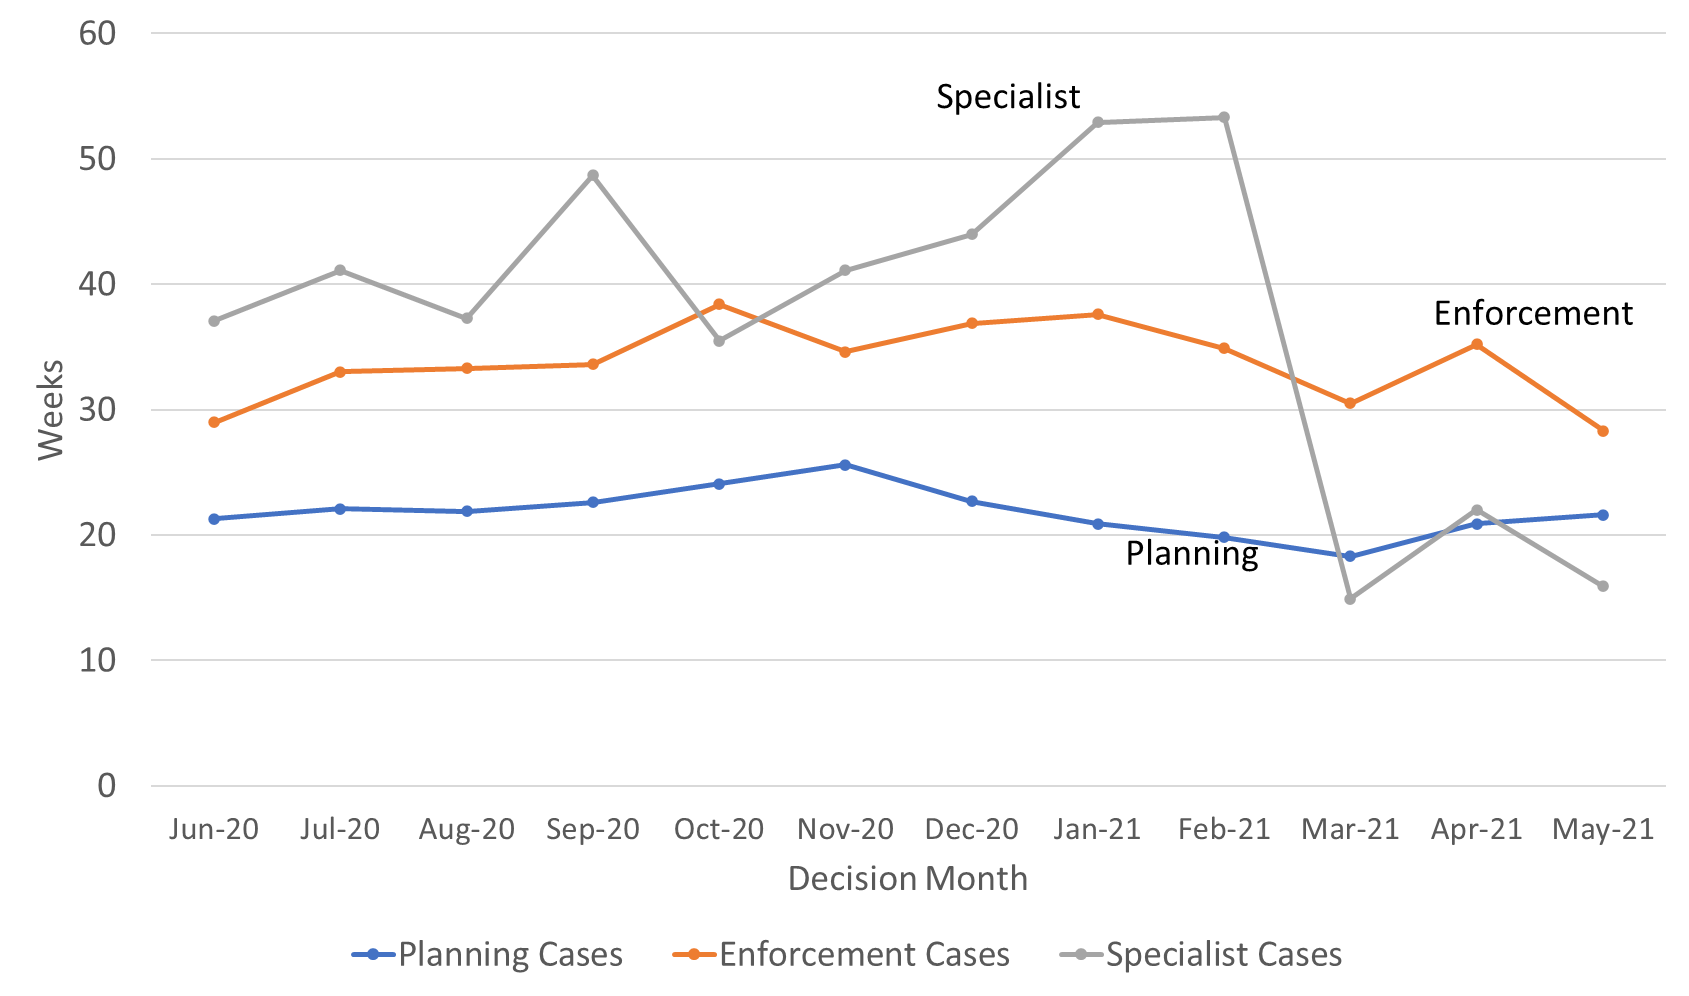 60
Specialist
50
40
Enforcement
30
Weeks
20
Planning
10
0
Jun-20 Jul-20 Aug-20 Sep-20 Oct-20 Nov-20 Dec-20 Jan-21 Feb-21 Mar-21 Apr-21 May-21
Decision Month
Planning Cases Enforcement Cases Specialist Cases